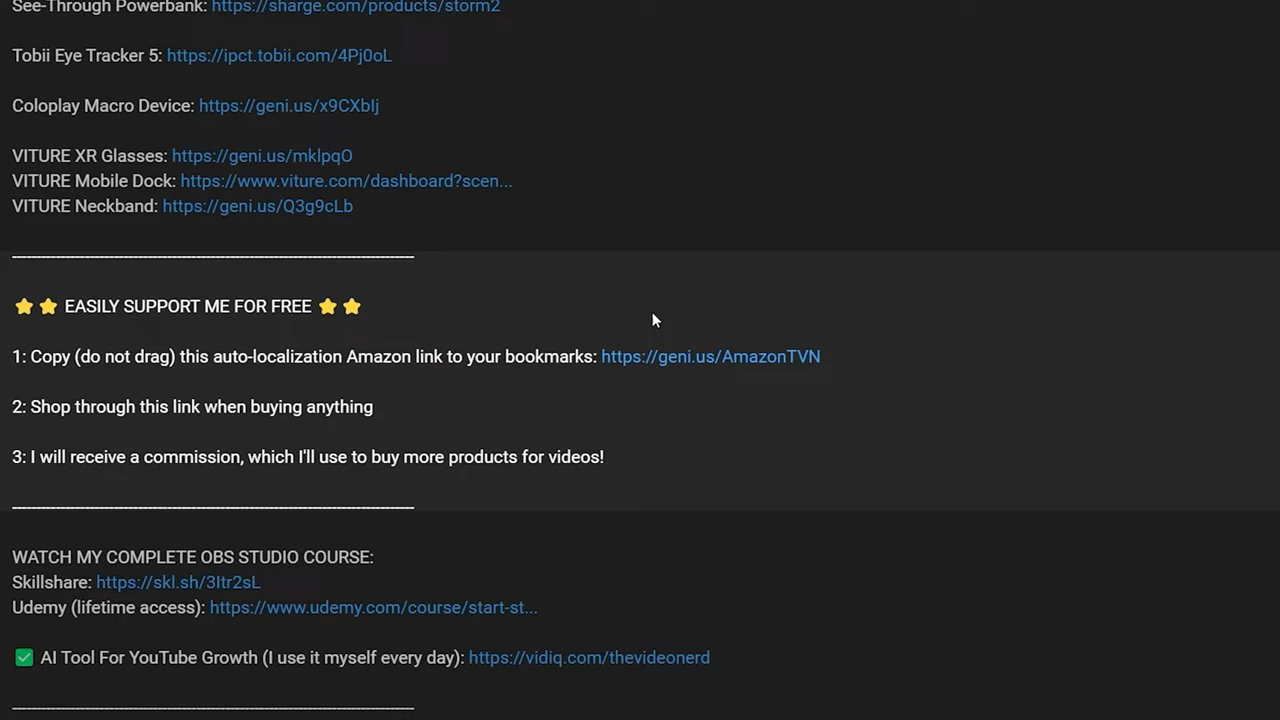 See-Through Powerbank: https://sharge.com/products/storm2
Tobii Eye Tracker 5: https://ipct.tobii.com/4Pj0oL
Coloplay Macro Device: https://geni.us/x9CXbIj
VITURE XR Glasses: https://geni.us/mklpqO
VITURE Mobile Dock: https://www.viture.com/dashboard?scen...
VITURE Neckband: https://geni.us/Q3g9cLb
⭐⭐ EASILY SUPPORT ME FOR FREE ⭐⭐
1: Copy (do not drag) this auto-localization Amazon link to your bookmarks: https://geni.us/AmazonTVN
2: Shop through this link when buying anything
3: I will receive a commission, which I'll use to buy more products for videos!
WATCH MY COMPLETE OBS STUDIO COURSE:
Skillshare: https://skl.sh/3Itr2sL
Udemy (lifetime access): https://www.udemy.com/course/start-st...
✅ AI Tool For YouTube Growth (I use it myself every day): https://vidiq.com/thevideonerd